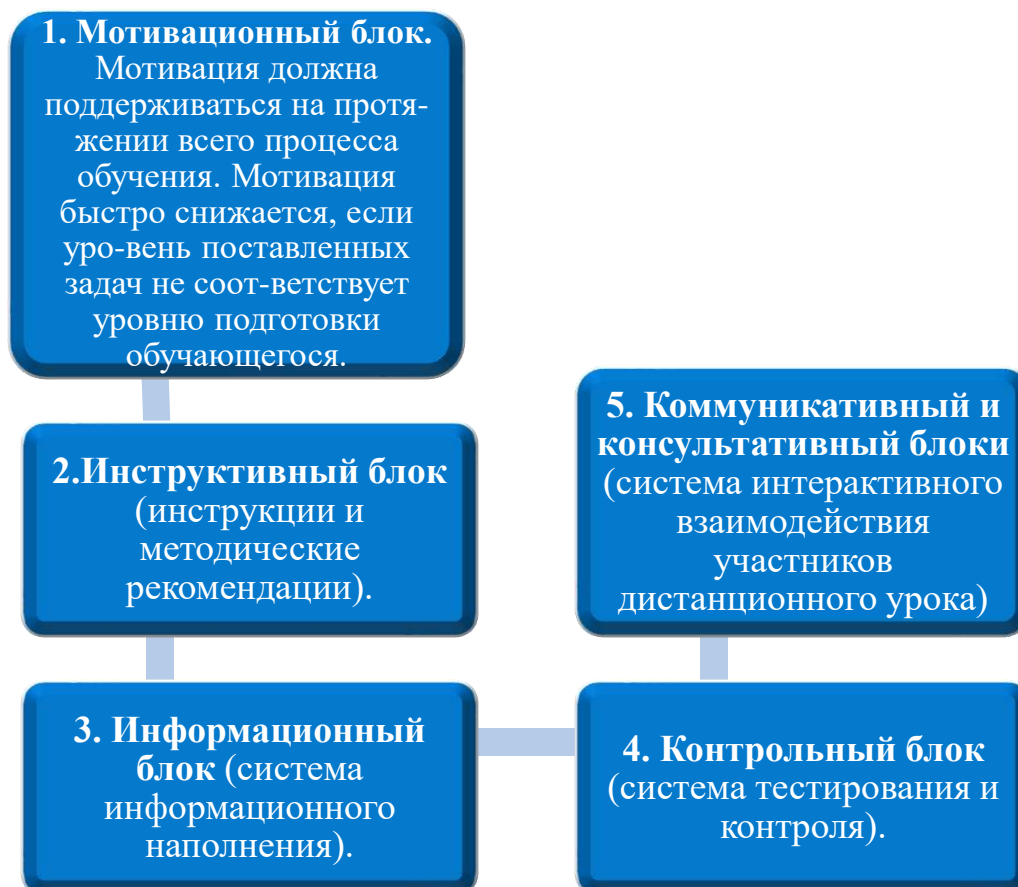 1. Мотивационный блок.
Мотивация должна
поддерживаться на протя-
жении всего процесса
обучения. Мотивация
быстро снижается, если
уро-вень поставленных
задач не соот-ветствует
уровню подготовки
обучающегося.
2.Инструктивный блок
(инструкции и
методические
рекомендации).
3. Информационный
блок (система
информационного
наполнения).
4. Контрольный блок
(система тестирования и
контроля).
5. Коммуникативный и
консультативный блоки
(система интерактивного
взаимодействия
участников
дистанционного урока)